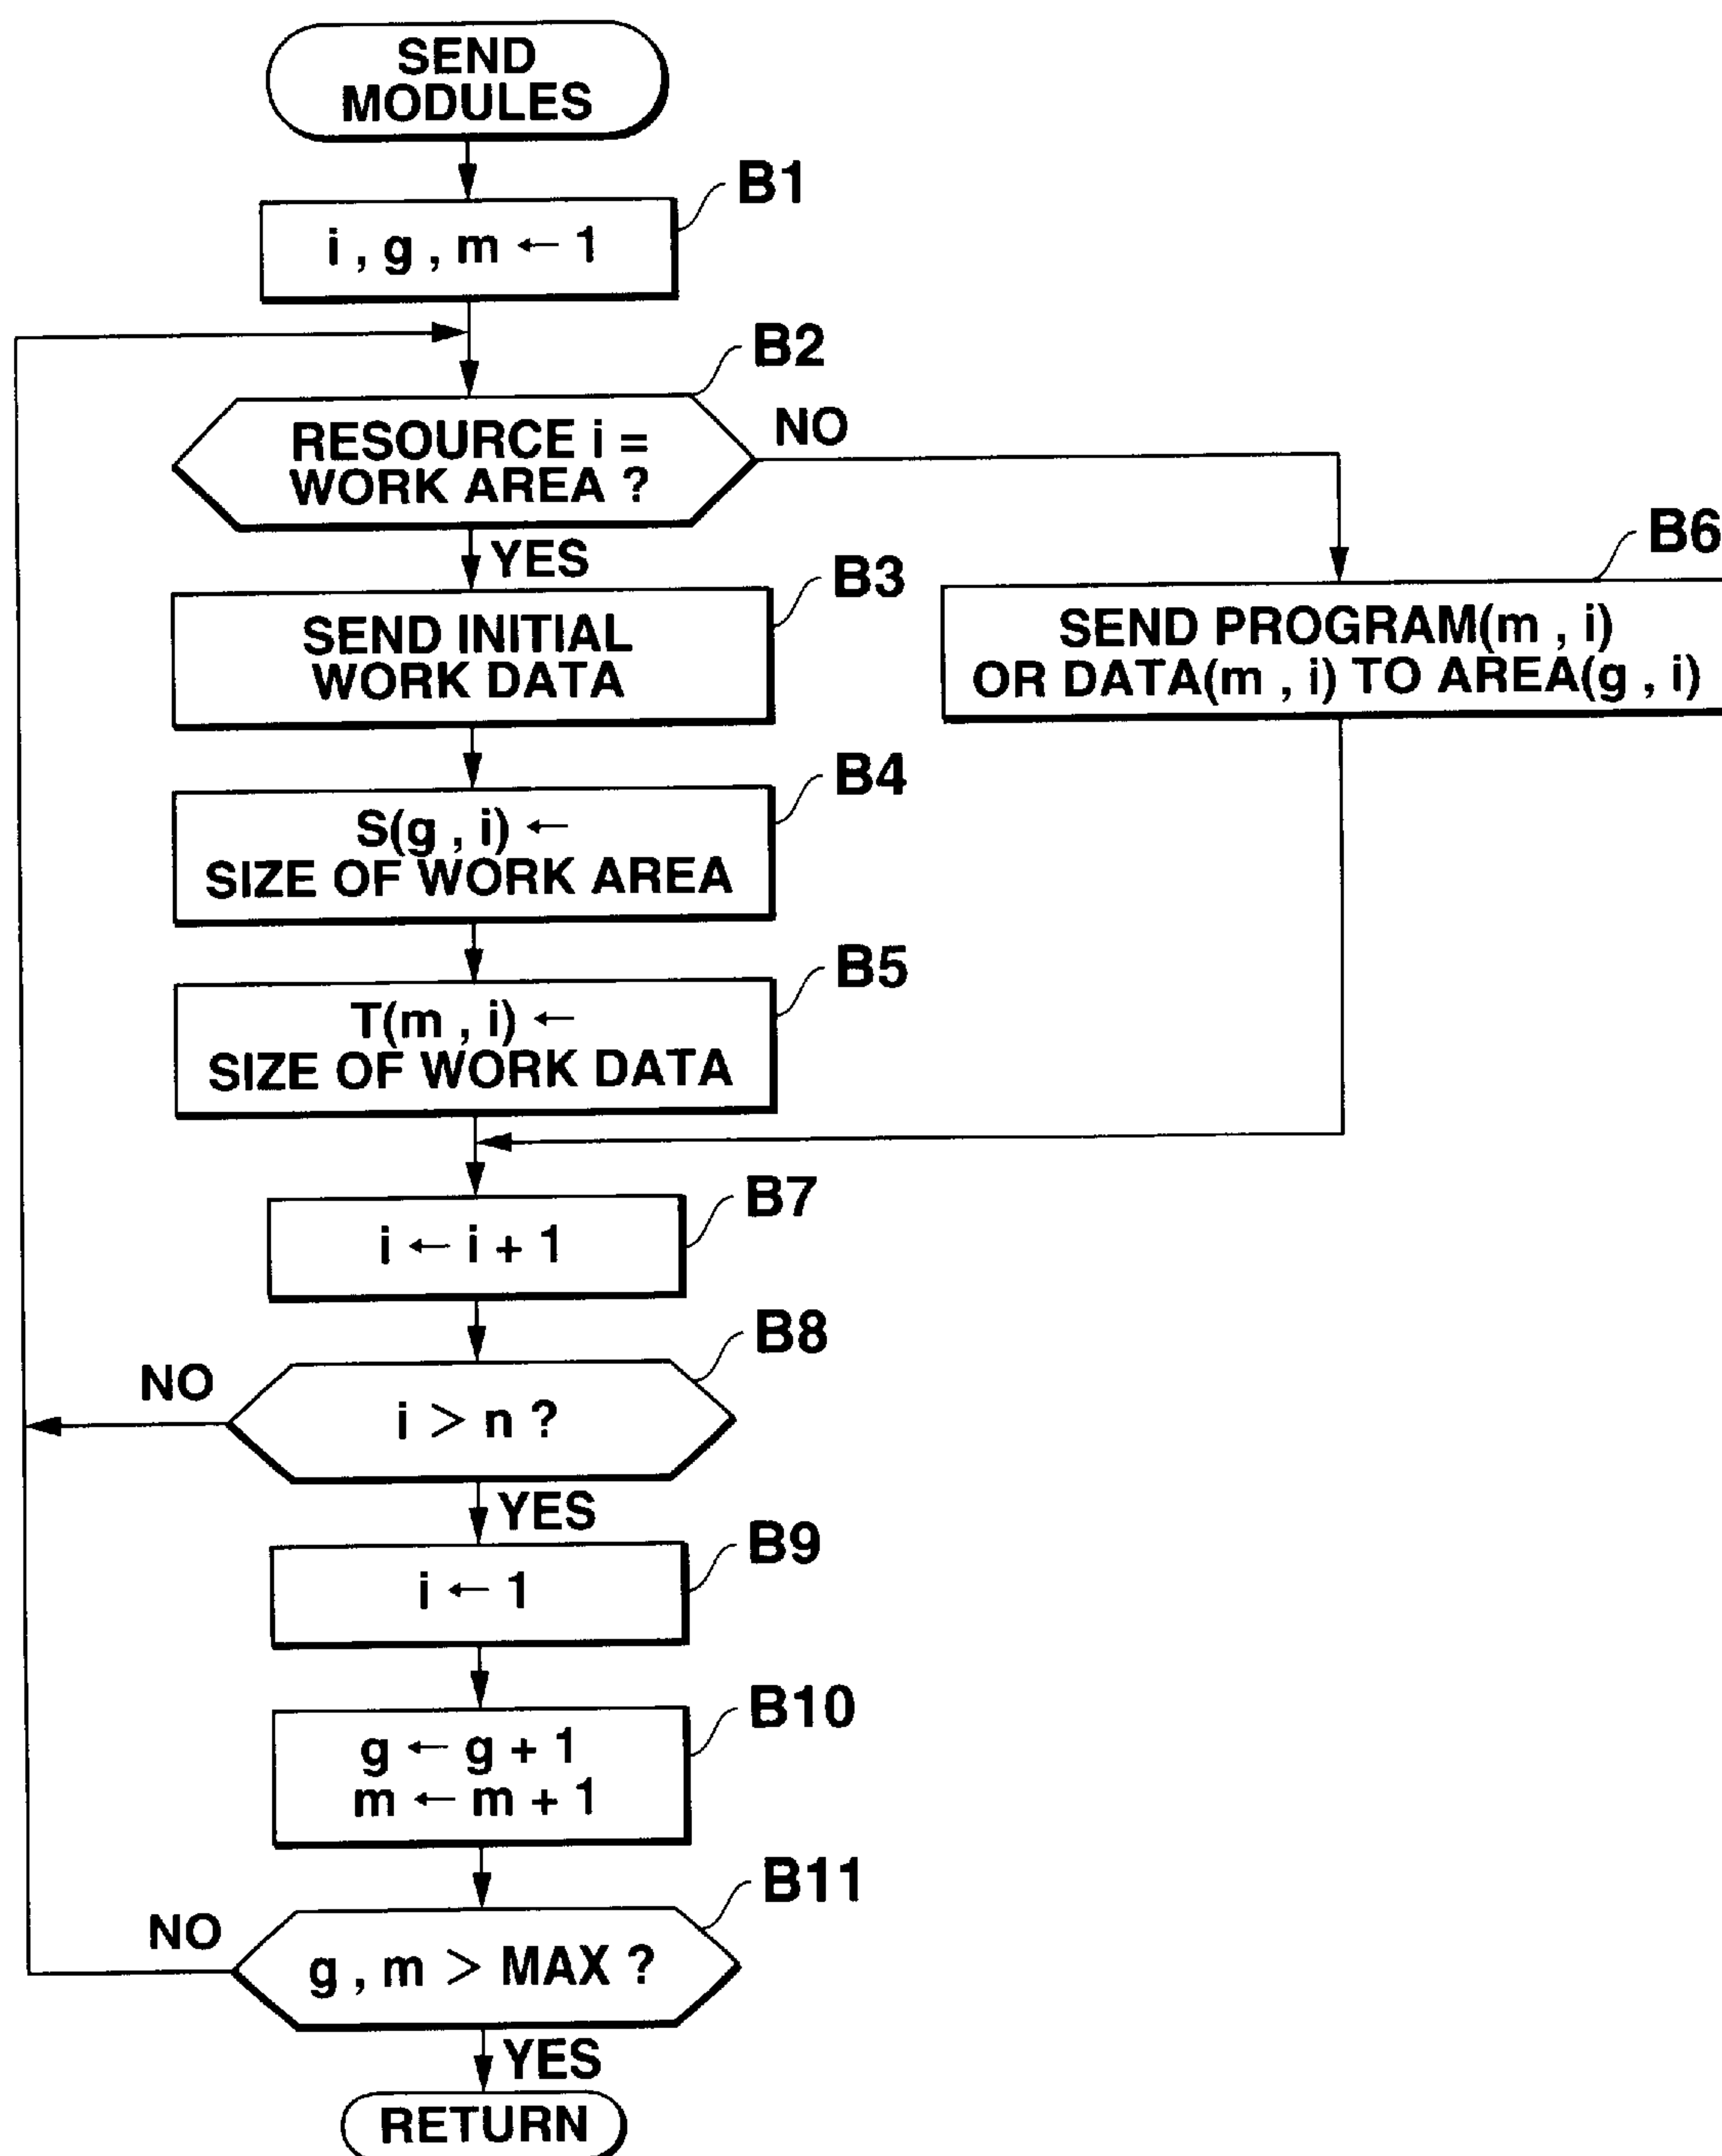 SEND
MODULES
B1
i , g , m ← 1
B2
RESOURCE i =
WORK AREA ?
NO
YES
B3
SEND INITIAL
WORK DATA
B6
SEND PROGRAM(m , i)
OR DATA(m , i) TO AREA(g , i)
B4
S(g , i) ←
SIZE OF WORK AREA
B5
T(m , i) ←
SIZE OF WORK DATA
B7
i ← i + 1
B8
NO
i > n ?
YES
B9
i ← 1
B10
g ← g + 1
m ← m + 1
B11
NO
g , m > MAX ?
YES
RETURN